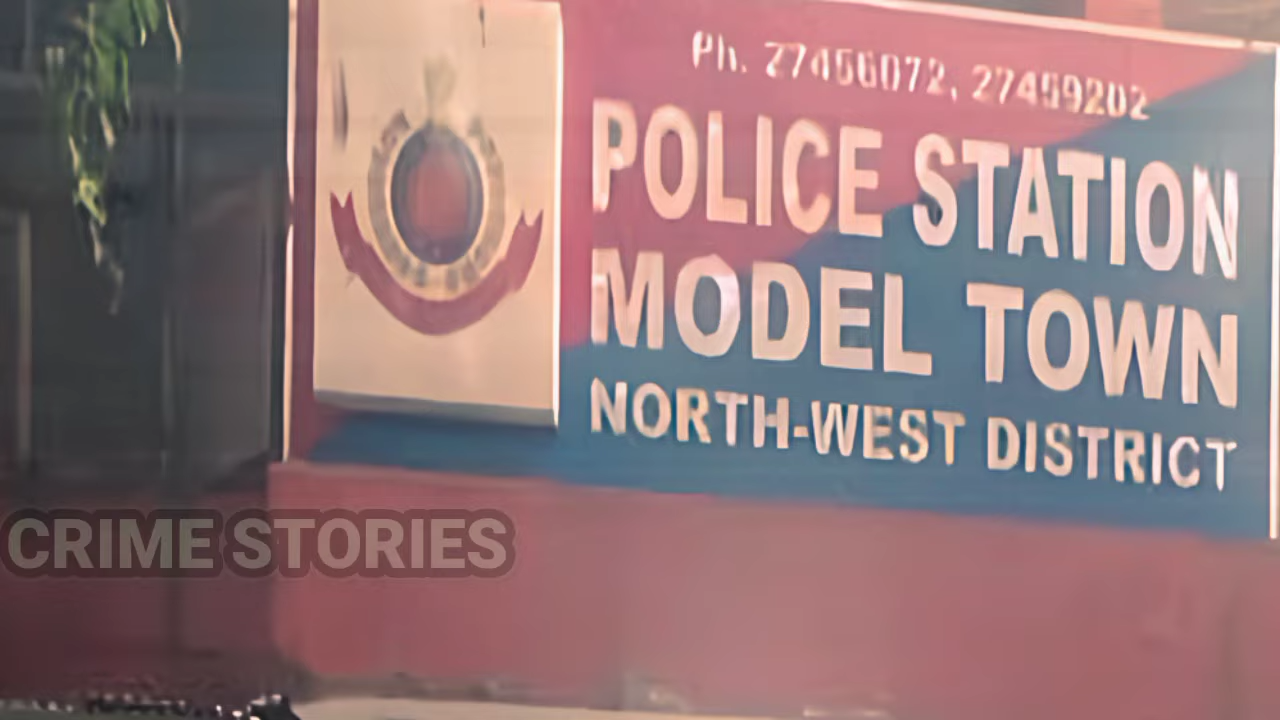 Ph. 27456072, 27459202
POLICE STATION
MODEL TOWN
NORTH-WEST DISTRICT
CRIME STORIES